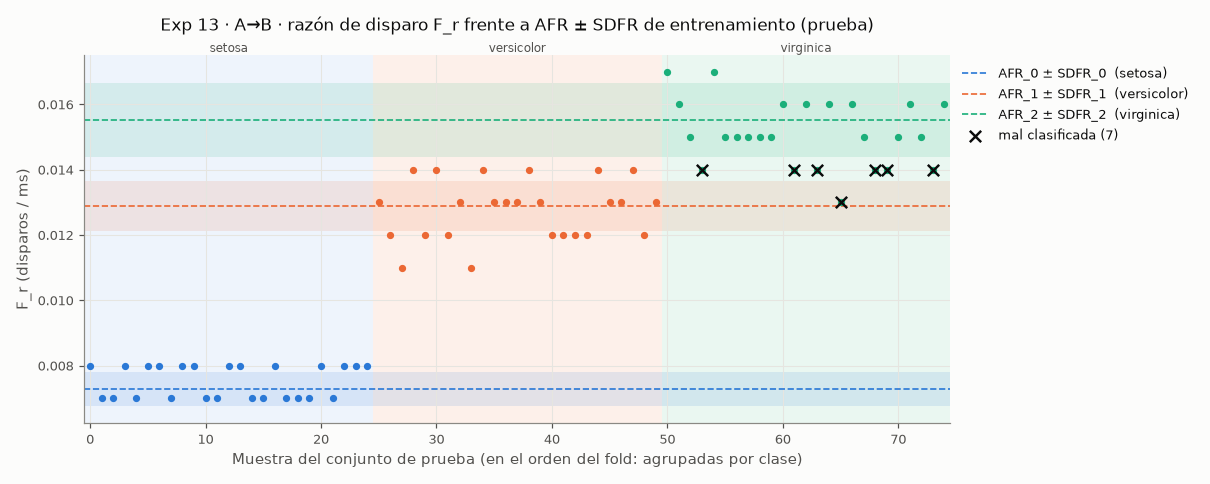 Exp 13 · A→B · razón de disparo F_r frente a AFR ± SDFR de entrenamiento (prueba)
setosa
versicolor
virginica
AFR_0 ± SDFR_0 (setosa)
AFR_1 ± SDFR_1 (versicolor)
AFR_2 ± SDFR_2 (virginica)
mal clasificada (7)
F_r (disparos / ms)
0.016
0.014
0.012
0.010
0.008
0 10 20 30 40 50 60 70
Muestra del conjunto de prueba (en el orden del fold: agrupadas por clase)